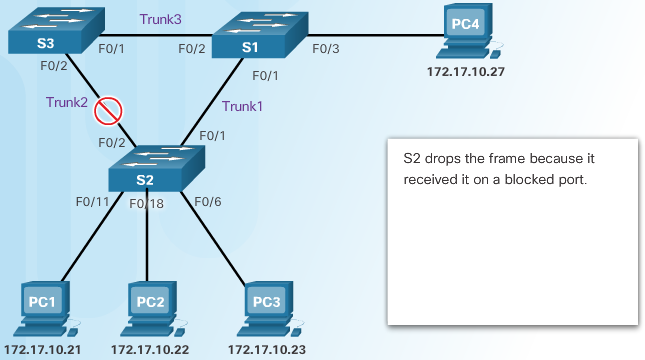 Trunk3
S3
F0/1
F0/2
S1
F0/3
PC4
172.17.10.27
F0/2
F0/1
Trunk2
Trunk1
F0/2
F0/1
S2
S2 drops the frame because it
received it on a blocked port.
F0/11
F0/18
F0/6
PC1
PC2
PC3
172.17.10.21
172.17.10.22
172.17.10.23